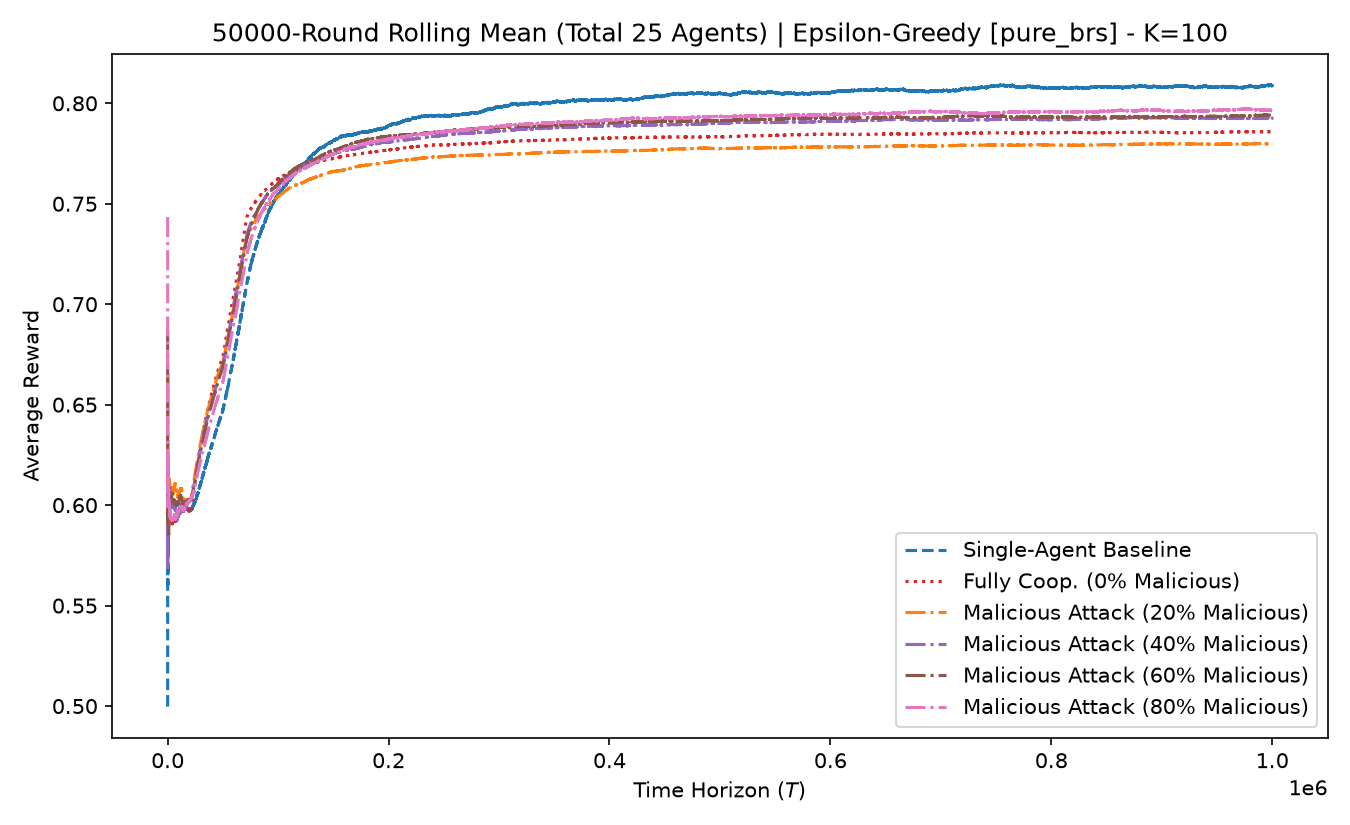 50000-Round Rolling Mean (Total 25 Agents) | Epsilon-Greedy [pure_brs] - K=100
Average Reward
0.80
0.75
0.70
0.65
0.60
0.55
0.50
Single-Agent Baseline
Fully Coop. (0% Malicious)
Malicious Attack (20% Malicious)
Malicious Attack (40% Malicious)
Malicious Attack (60% Malicious)
Malicious Attack (80% Malicious)
0.0 0.2 0.4 0.6 0.8 1.0
1e6
Time Horizon (T)